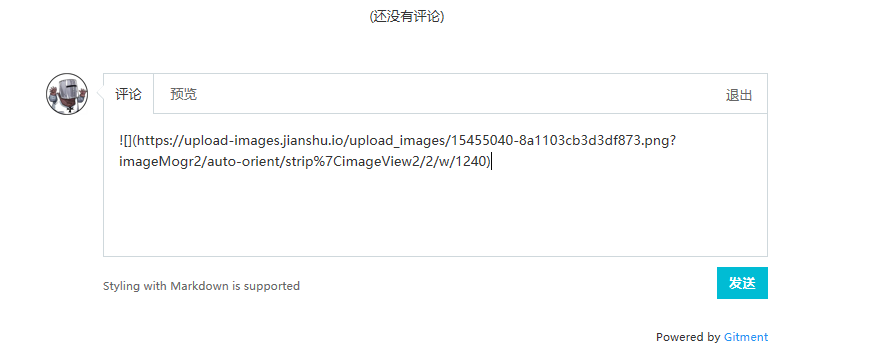 (还没有评论)
评论 预览 退出
![](https://upload-images.jianshu.io/upload_images/15455040-8a1103cb3d3df873.png?
imageMogr2/auto-orient/strip%7CimageView2/2/w/1240)
Styling with Markdown is supported 发送
Powered by Gitment